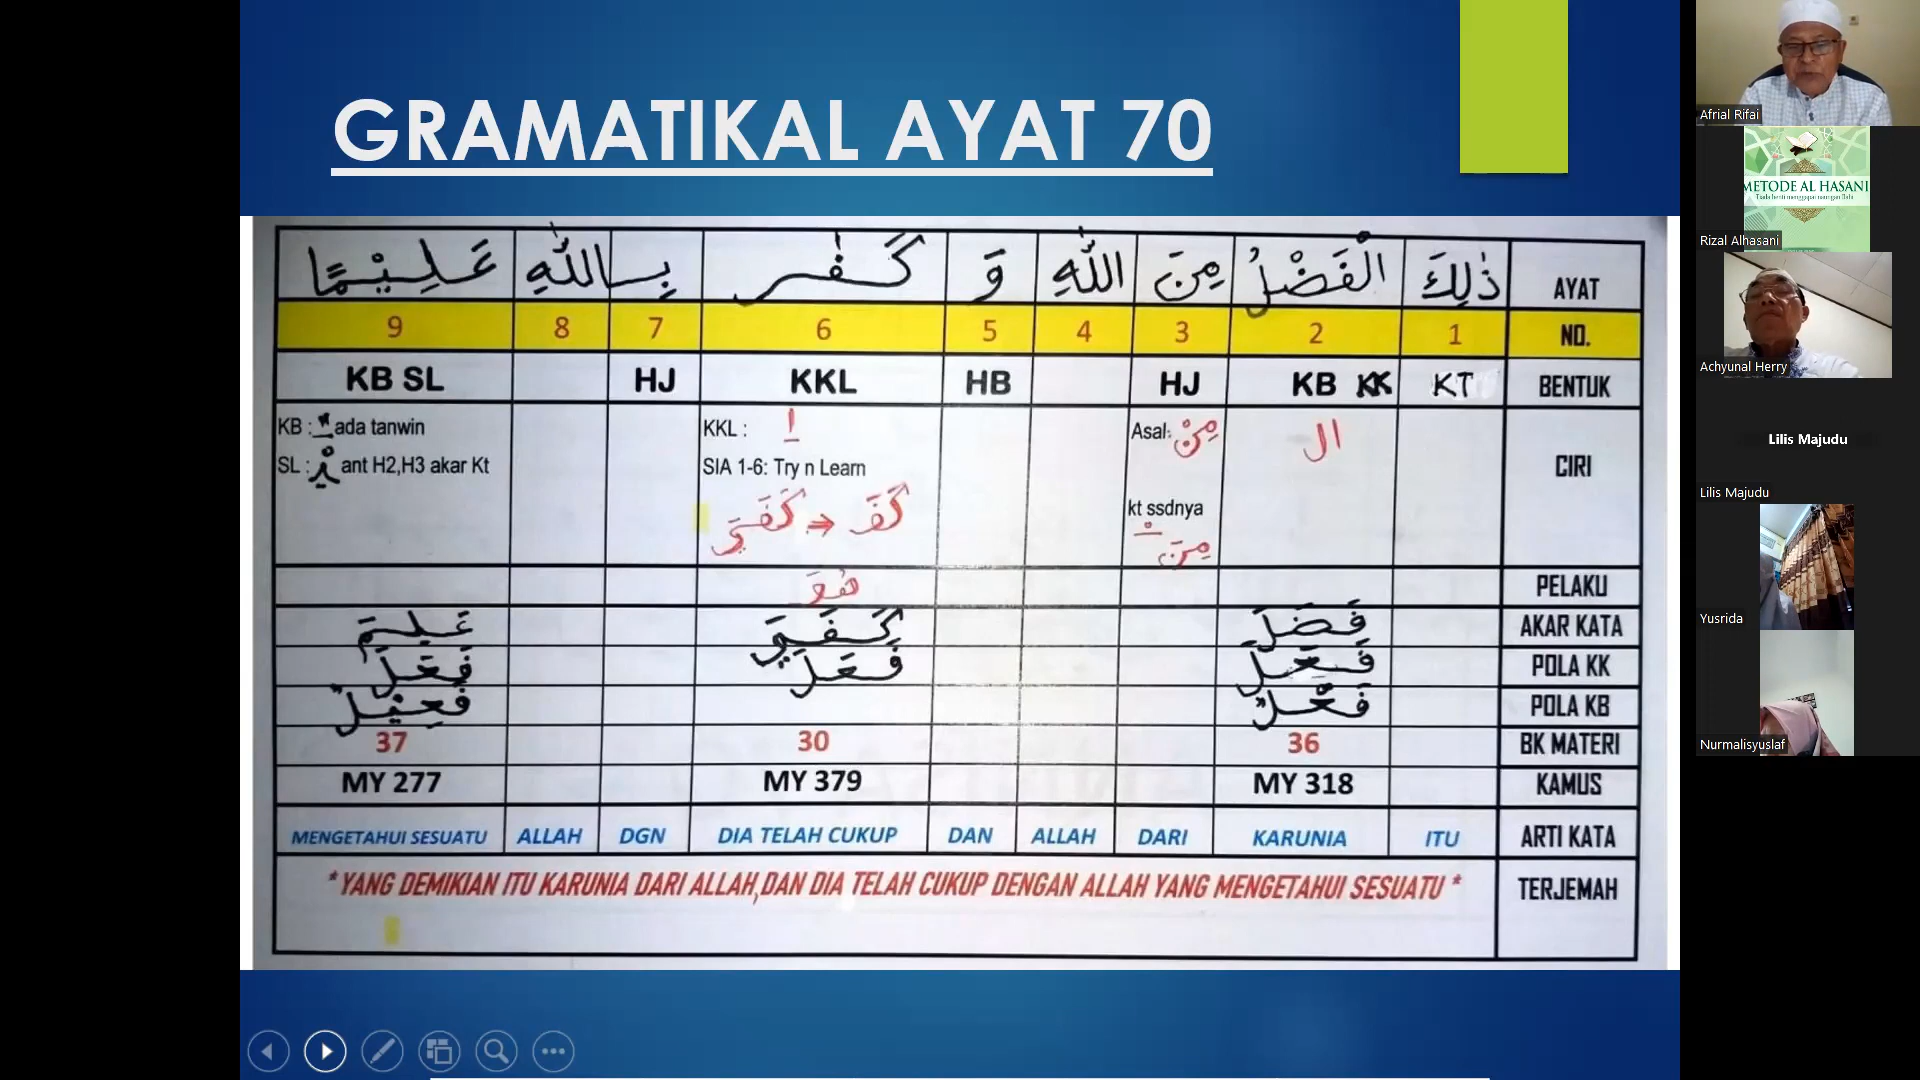 GRAMATIKAL AYAT 70
ذٰلِكَ الْفَضْلُ مِنَ اللّٰهِ وَ كَفٰى بِاللّٰهِ عَلِيْمًا AYAT
9 8 7 6 5 4 3 2 1 NO.
KB SL HJ KKL HB HJ KB KK KT BENTUK
KB : ada tanwin KKL : ا Asal: مِنْ ال CIRI
SL : ant H2,H3 akar Kt SIA 1-6: Try n Learn
kt ssdnya
مِنَ
هُوَ PELAKU
فَضَلَ AKAR KATA
فَعَلَ فَعَلَ فَعَلَ POLA KK
فَعِيْلٌ فَعْلٌ POLA KB
37 30 36 BK MATERI
MY 277 MY 379 MY 318 KAMUS
MENGETAHUI SESUATU ALLAH DGN DIA TELAH CUKUP DAN ALLAH DARI KARUNIA ITU ARTI KATA
* YANG DEMIKIAN ITU KARUNIA DARI ALLAH,DAN DIA TELAH CUKUP DENGAN ALLAH YANG MENGETAHUI SESUATU * TERJEMAH
Afrial Rifai
METODE AL HASANI
Rizal Alhasani
Achyunal Herry
Lilis Majudu
Lilis Majudu
Yusrida
Nurmalisyuslaf